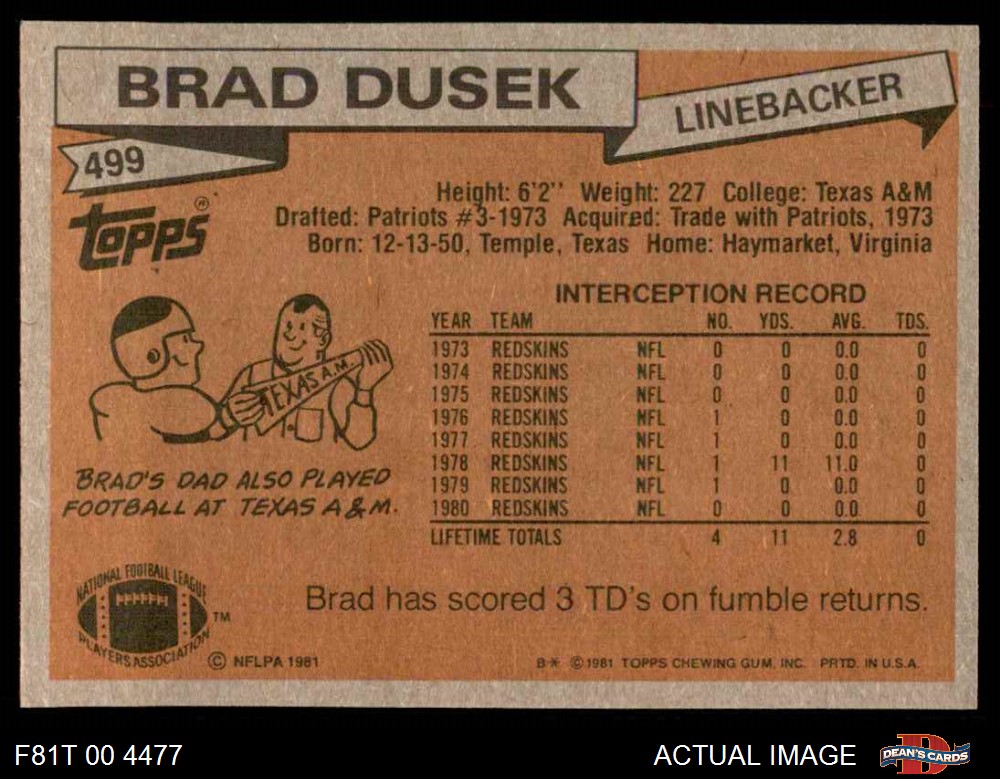 BRAD DUSEK
LINEBACKER
499
TOPPS®
Height: 6'2" Weight: 227 College: Texas A&M
Drafted: Patriots #3-1973 Acquired: Trade with Patriots, 1973
Born: 12-13-50, Temple, Texas Home: Haymarket, Virginia
TEXAS A.M.
BRAD'S DAD ALSO PLAYED
FOOTBALL AT TEXAS A & M.
INTERCEPTION RECORD
YEAR TEAM NO. YDS. AVG. TDS.
1973 REDSKINS NFL 0 0 0.0 0
1974 REDSKINS NFL 0 0 0.0 0
1975 REDSKINS NFL 0 0 0.0 0
1976 REDSKINS NFL 1 0 0.0 0
1977 REDSKINS NFL 1 0 0.0 0
1978 REDSKINS NFL 1 11 11.0 0
1979 REDSKINS NFL 1 0 0.0 0
1980 REDSKINS NFL 0 0 0.0 0
LIFETIME TOTALS 4 11 2.8 0
NATIONAL FOOTBALL LEAGUE
PLAYERS ASSOCIATION
TM
Brad has scored 3 TD's on fumble returns.
© NFLPA 1981
B* © 1981 TOPPS CHEWING GUM, INC. PRTD. IN U.S.A.
F81T 00 4477
ACTUAL IMAGE
DEAN'S CARDS